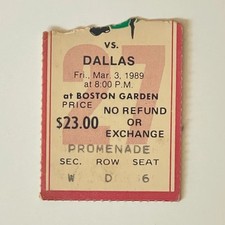 27
VS.
DALLAS
Fri., Mar. 3, 1989
at 8:00 P.M.
at BOSTON GARDEN
PRICE NO REFUND
$23.00 OR
EXCHANGE
PROMENADE
SEC. ROW SEAT
W D 6